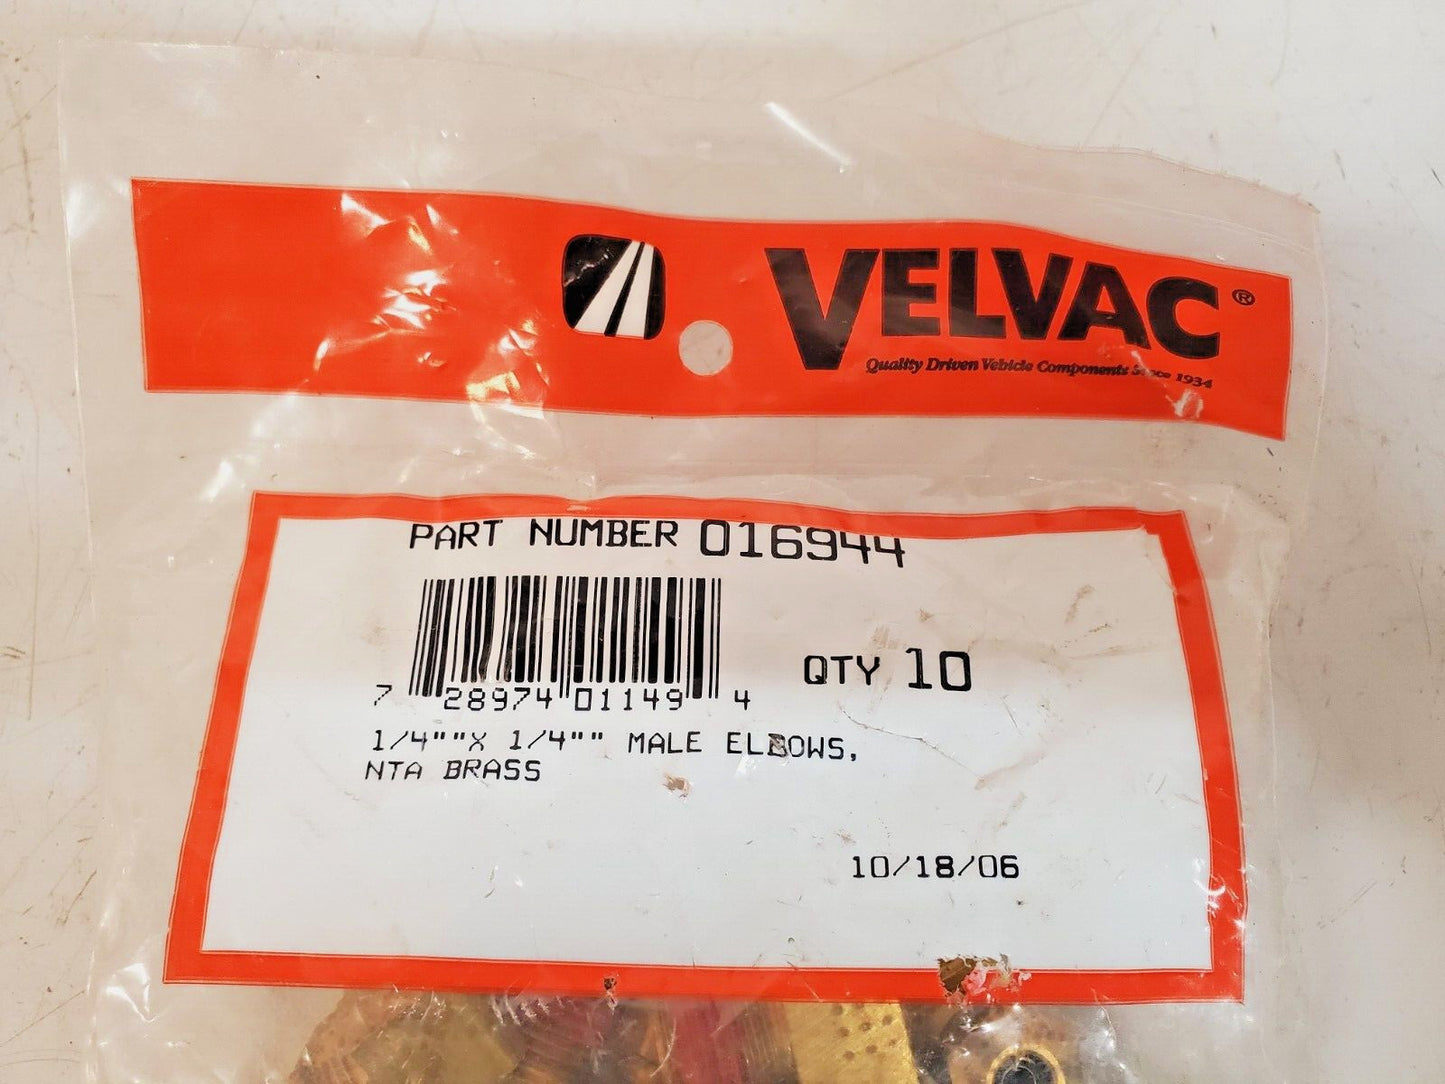 VELVAC®
Quality Driven Vehicle Components Since 1934
PART NUMBER 016944
7 28974 01149 4
QTY 10
1/4""X 1/4"" MALE ELBOWS,
NTA BRASS
10/18/06